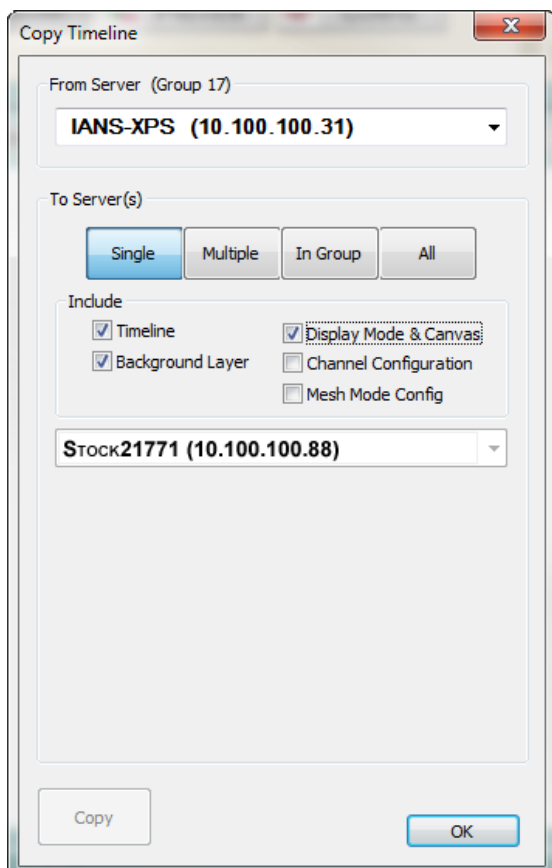 Copy Timeline
From Server (Group 17)
IANS-XPS (10.100.100.31)
To Server(s)
Single Multiple In Group All
Include
Timeline Display Mode & Canvas
Background Layer Channel Configuration
Mesh Mode Config
STOCK21771 (10.100.100.88)
Copy OK